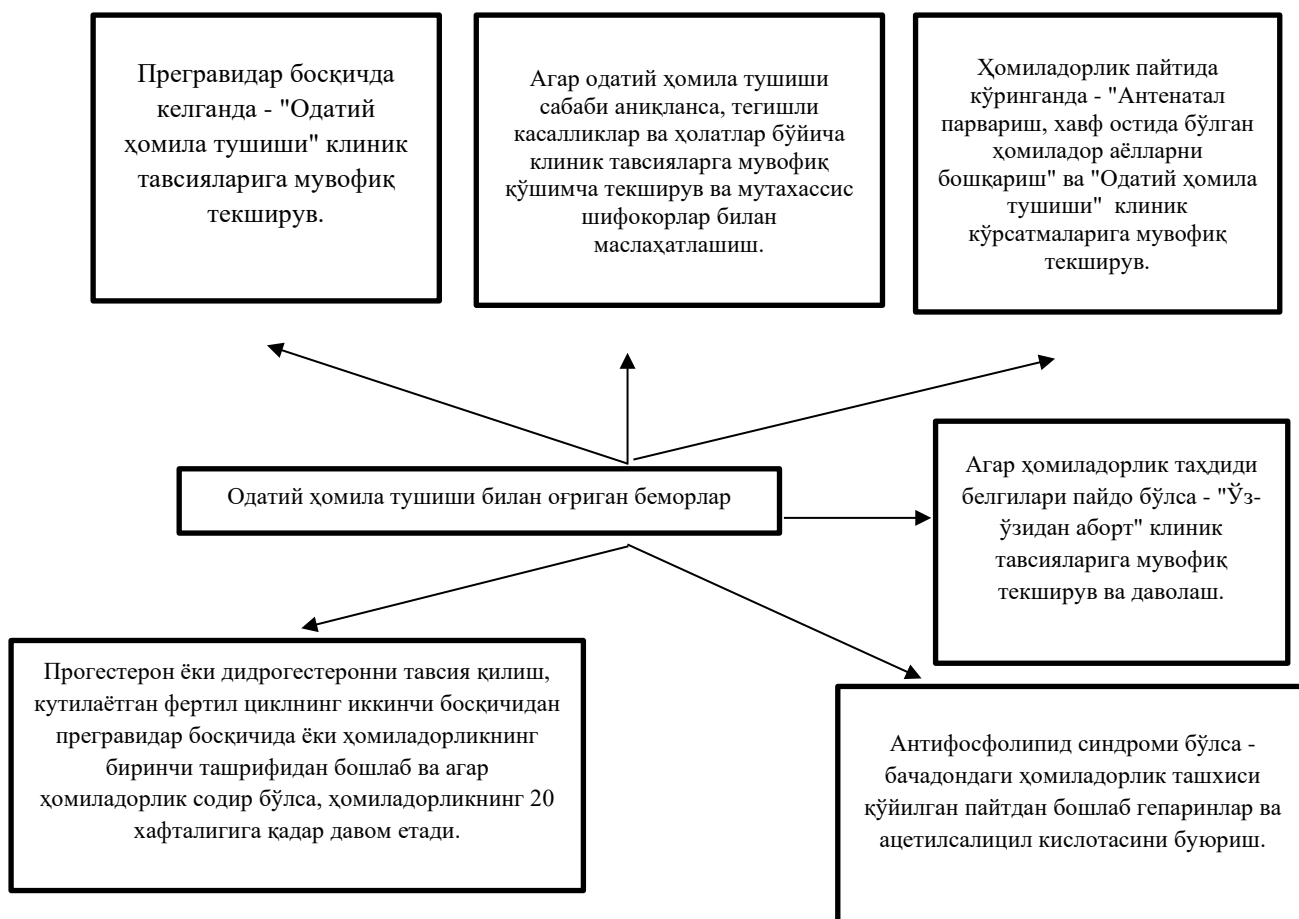 Прегравидар босқичда
келганда - "Одатий
ҳомила тушиши" клиник
тавсияларига мувофиқ
текширув.
Агар одатий ҳомила тушиши
сабаби аниқланса, тегишли
касалликлар ва ҳолатлар бўйича
клиник тавсияларга мувофиқ
қўшимча текширув ва мутахассис
шифокорлар билан
маслаҳатлашиш.
Ҳомиладорлик пайтида
кўринганда - "Антенатал
парвариш, хавф остида бўлган
ҳомиладор аёлларни
бошқариш" ва "Одатий ҳомила
тушиши" клиник
кўрсатмаларига мувофиқ
текширув.
Одатий ҳомила тушиши билан оғриган беморлар
Агар ҳомиладорлик таҳдиди
белгилари пайдо бўлса - "Ўз-
ўзидан аборт" клиник
тавсияларига мувофиқ
текширув ва даволаш.
Прогестерон ёки дидрогестеронни тавсия қилиш,
кутилаётган фертил циклнинг иккинчи босқичидан
прегравидар босқичида ёки ҳомиладорликнинг
биринчи ташрифидан бошлаб ва агар
ҳомиладорлик содир бўлса, ҳомиладорликнинг 20
хафталигига қадар давом етади.
Антифосфолипид синдроми бўлса -
бачадондаги ҳомиладорлик ташхиси
қўйилган пайтдан бошлаб гепаринлар ва
ацетилсалицил кислотасини буюриш.